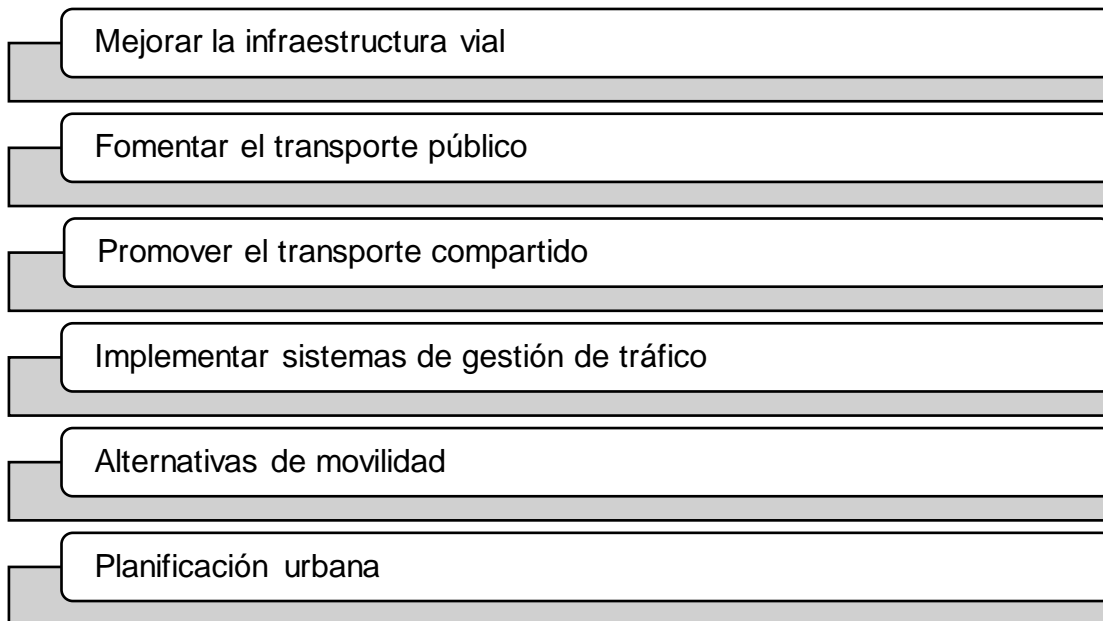 Mejorar la infraestructura vial
Fomentar el transporte público
Promover el transporte compartido
Implementar sistemas de gestión de tráfico
Alternativas de movilidad
Planificación urbana